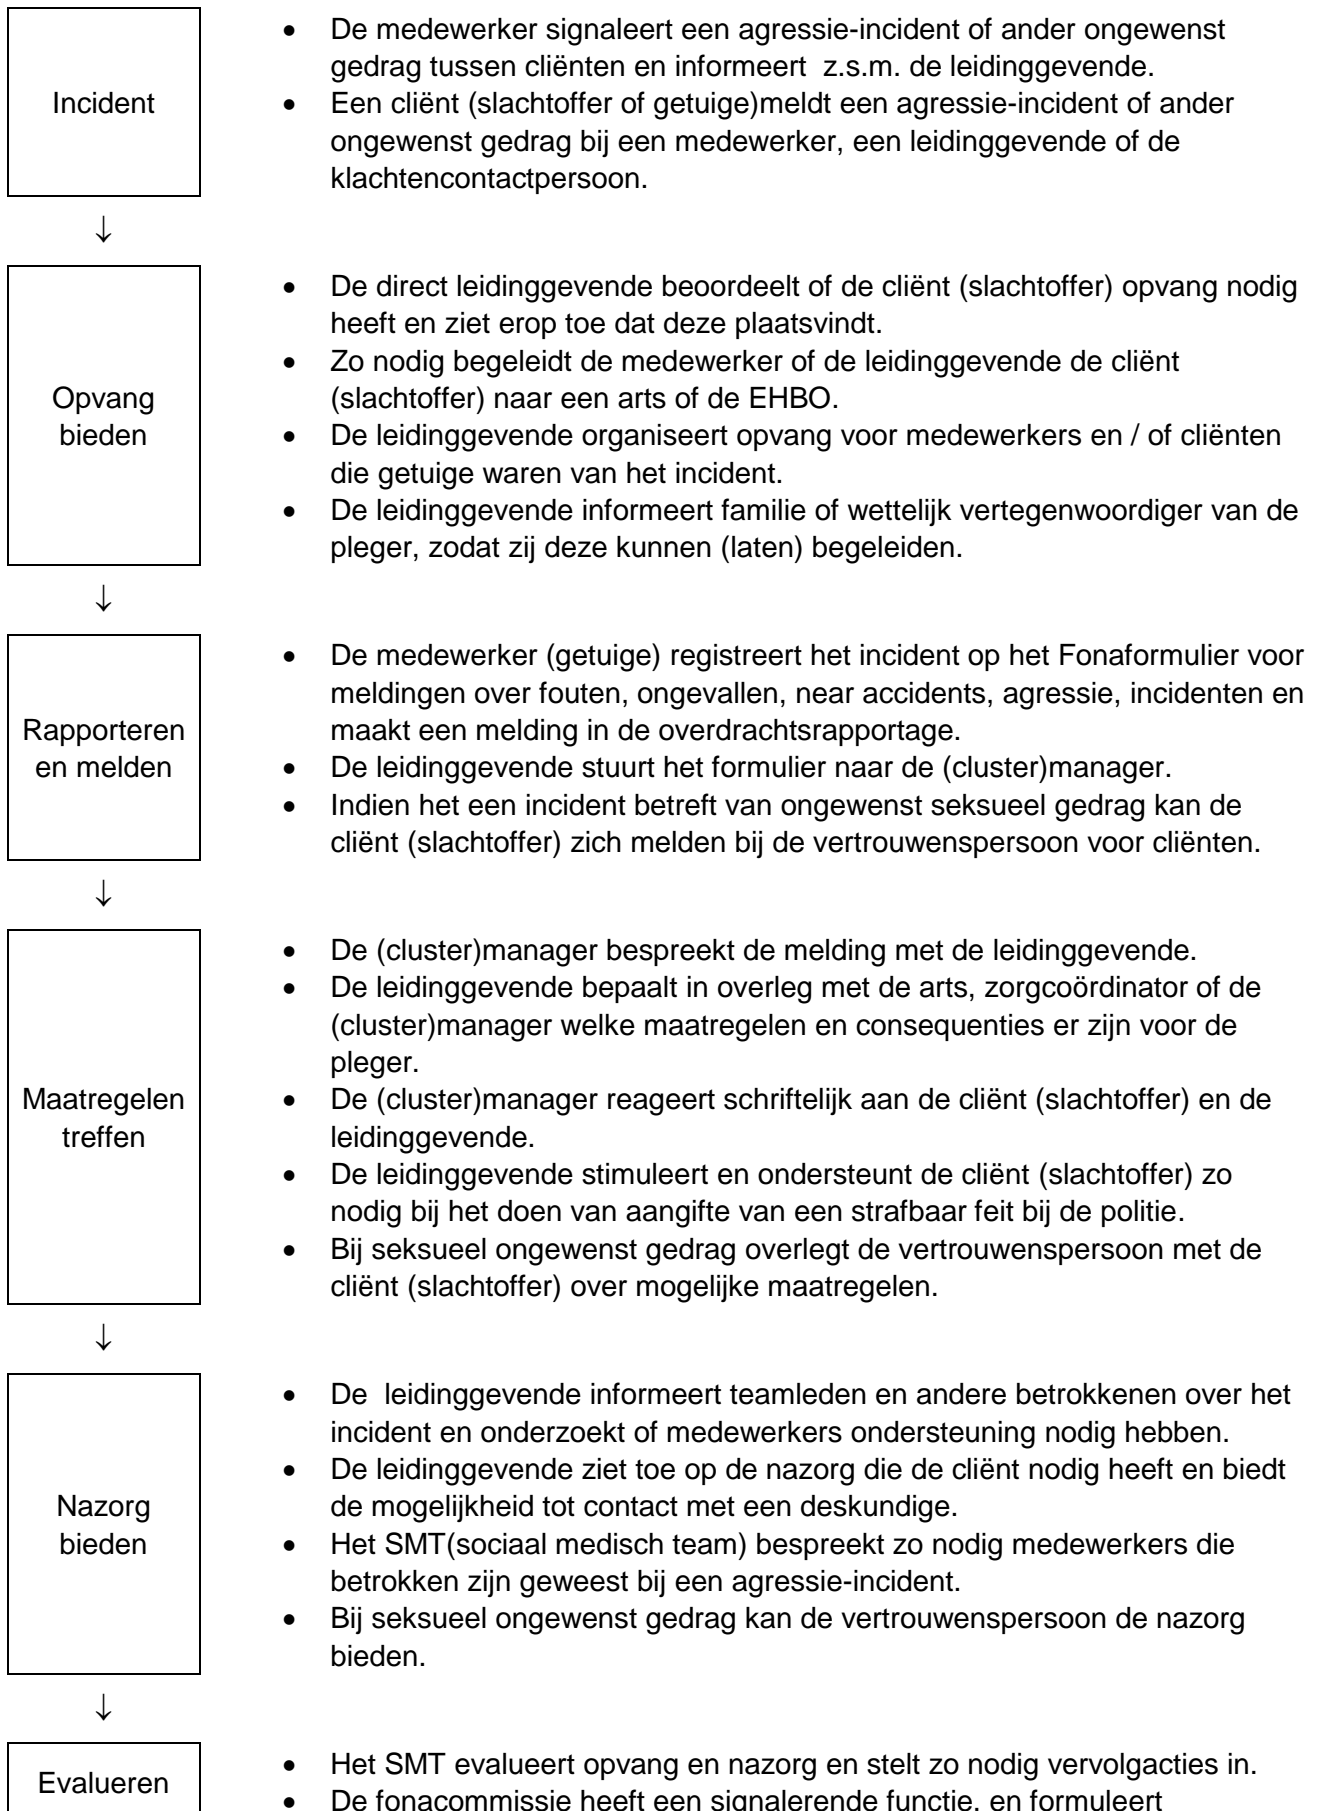 Incident
• De medewerker signaleert een agressie-incident of ander ongewenst
gedrag tussen cliënten en informeert  z.s.m. de leidinggevende.
• Een cliënt (slachtoffer of getuige)meldt een agressie-incident of ander
ongewenst gedrag bij een medewerker, een leidinggevende of de
klachtencontactpersoon.
↓
Opvang
bieden
• De direct leidinggevende beoordeelt of de cliënt (slachtoffer) opvang nodig
heeft en ziet erop toe dat deze plaatsvindt.
• Zo nodig begeleidt de medewerker of de leidinggevende de cliënt
(slachtoffer) naar een arts of de EHBO.
• De leidinggevende organiseert opvang voor medewerkers en / of cliënten
die getuige waren van het incident.
• De leidinggevende informeert familie of wettelijk vertegenwoordiger van de
pleger, zodat zij deze kunnen (laten) begeleiden.
↓
Rapporteren
en melden
• De medewerker (getuige) registreert het incident op het Fonaformulier voor
meldingen over fouten, ongevallen, near accidents, agressie, incidenten en
maakt een melding in de overdrachtsrapportage.
• De leidinggevende stuurt het formulier naar de (cluster)manager.
• Indien het een incident betreft van ongewenst seksueel gedrag kan de
cliënt (slachtoffer) zich melden bij de vertrouwenspersoon voor cliënten.
↓
Maatregelen
treffen
• De (cluster)manager bespreekt de melding met de leidinggevende.
• De leidinggevende bepaalt in overleg met de arts, zorgcoördinator of de
(cluster)manager welke maatregelen en consequenties er zijn voor de
pleger.
• De (cluster)manager reageert schriftelijk aan de cliënt (slachtoffer) en de
leidinggevende.
• De leidinggevende stimuleert en ondersteunt de cliënt (slachtoffer) zo
nodig bij het doen van aangifte van een strafbaar feit bij de politie.
• Bij seksueel ongewenst gedrag overlegt de vertrouwenspersoon met de
cliënt (slachtoffer) over mogelijke maatregelen.
↓
Nazorg
bieden
• De  leidinggevende informeert teamleden en andere betrokkenen over het
incident en onderzoekt of medewerkers ondersteuning nodig hebben.
• De leidinggevende ziet toe op de nazorg die de cliënt nodig heeft en biedt
de mogelijkheid tot contact met een deskundige.
• Het SMT(sociaal medisch team) bespreekt zo nodig medewerkers die
betrokken zijn geweest bij een agressie-incident.
• Bij seksueel ongewenst gedrag kan de vertrouwenspersoon de nazorg
bieden.
↓
Evalueren
• Het SMT evalueert opvang en nazorg en stelt zo nodig vervolgacties in.
• De fonacommissie heeft een signalerende functie, en formuleert